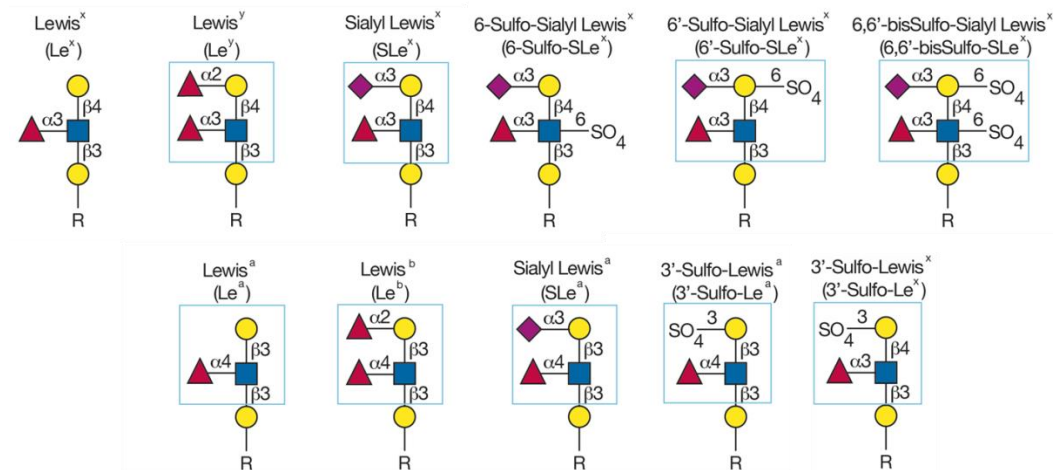 Lewisˣ
(Leˣ)
α3
β4
β3
R
Lewisʸ
(Leʸ)
α2
β4
α3
β3
R
Sialyl Lewisˣ
(SLeˣ)
α3
β4
α3
β3
R
6-Sulfo-Sialyl Lewisˣ
(6-Sulfo-SLeˣ)
α3
β4
α3
6
SO₄
β3
R
6’-Sulfo-Sialyl Lewisˣ
(6’-Sulfo-SLeˣ)
α3
6
SO₄
β4
α3
β3
R
6,6’-bisSulfo-Sialyl Lewisˣ
(6,6’-bisSulfo-SLeˣ)
α3
6
SO₄
β4
α3
6
SO₄
β3
R
Lewisᵃ
(Leᵃ)
β3
α4
β3
R
Lewisᵇ
(Leᵇ)
α2
β3
α4
β3
R
Sialyl Lewisᵃ
(SLeᵃ)
α3
β3
α4
β3
R
3’-Sulfo-Lewisᵃ
(3’-Sulfo-Leᵃ)
3
SO₄
β3
α4
β3
R
3’-Sulfo-Lewisˣ
(3’-Sulfo-Leˣ)
3
SO₄
β4
α3
β3
R